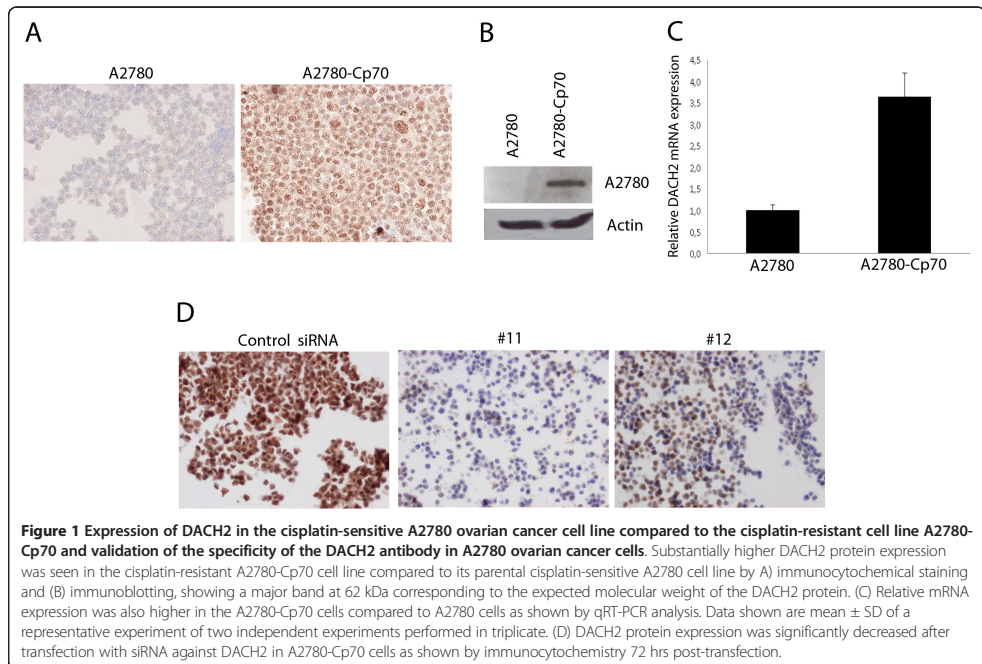 A
B
C
A2780
A2780-Cp70
A2780
A2780-Cp70
A2780
Actin
Relative DACH2 mRNA expression
4,5
4,0
3,5
3,0
2,5
2,0
1,5
1,0
0,5
0,0
A2780
A2780-Cp70
D
Control siRNA
#11
#12
Figure 1 Expression of DACH2 in the cisplatin-sensitive A2780 ovarian cancer cell line compared to the cisplatin-resistant cell line A2780-
Cp70 and validation of the specificity of the DACH2 antibody in A2780 ovarian cancer cells. Substantially higher DACH2 protein expression
was seen in the cisplatin-resistant A2780-Cp70 cell line compared to its parental cisplatin-sensitive A2780 cell line by A) immunocytochemical staining
and (B) immunoblotting, showing a major band at 62 kDa corresponding to the expected molecular weight of the DACH2 protein. (C) Relative mRNA
expression was also higher in the A2780-Cp70 cells compared to A2780 cells as shown by qRT-PCR analysis. Data shown are mean ± SD of a
representative experiment of two independent experiments performed in triplicate. (D) DACH2 protein expression was significantly decreased after
transfection with siRNA against DACH2 in A2780-Cp70 cells as shown by immunocytochemistry 72 hrs post-transfection.